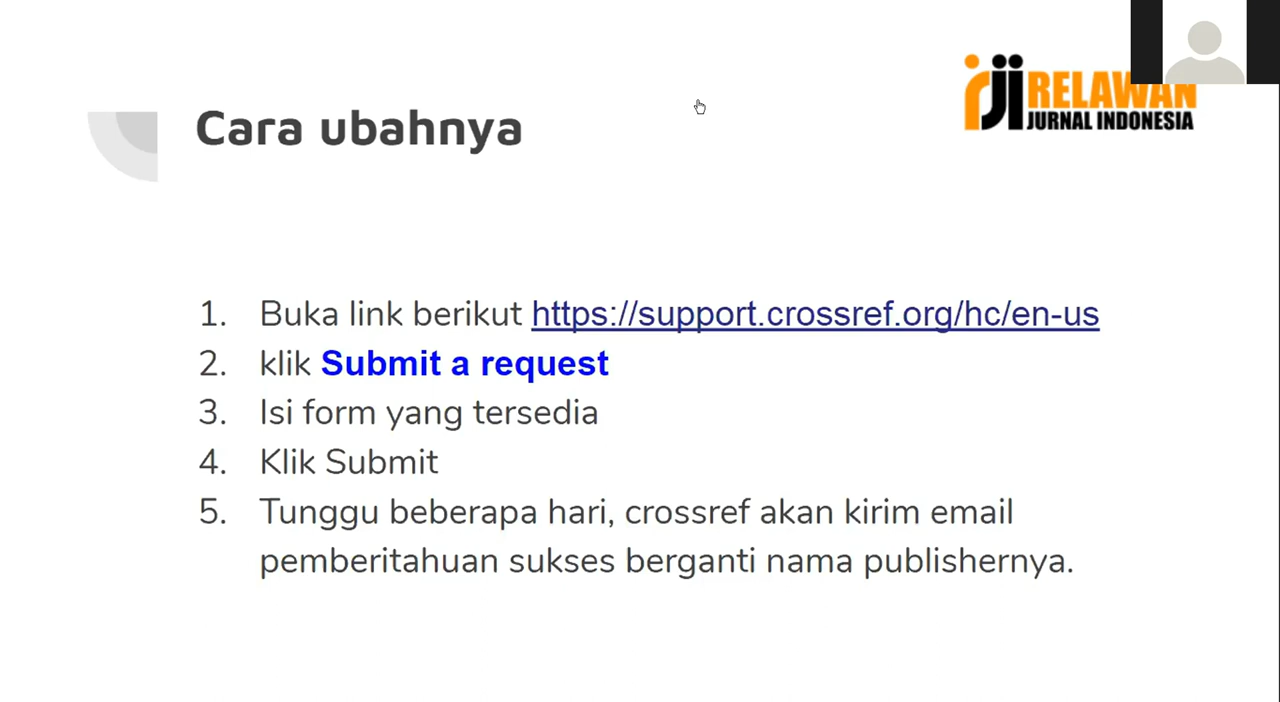 Cara ubahnya
RELAWAN
JURNAL INDONESIA
1. Buka link berikut https://support.crossref.org/hc/en-us
2. klik Submit a request
3. Isi form yang tersedia
4. Klik Submit
5. Tunggu beberapa hari, crossref akan kirim email
pemberitahuan sukses berganti nama publishernya.